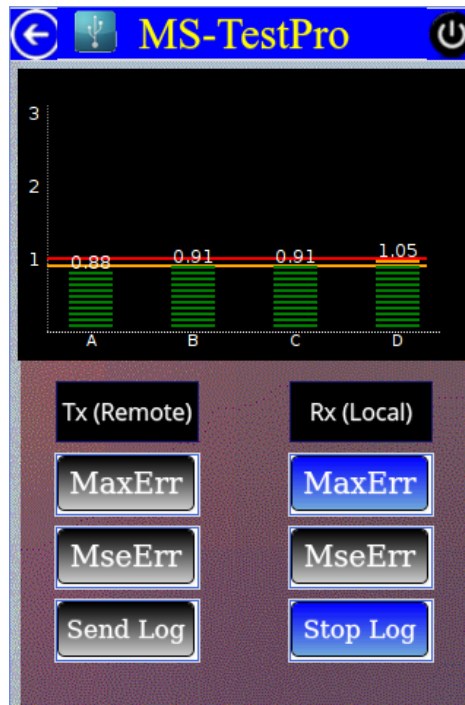 MS-TestPro
3
2
1
0.88 0.91 0.91 1.05
A B C D
Tx (Remote) Rx (Local)
MaxErr MaxErr
MseErr MseErr
Send Log Stop Log